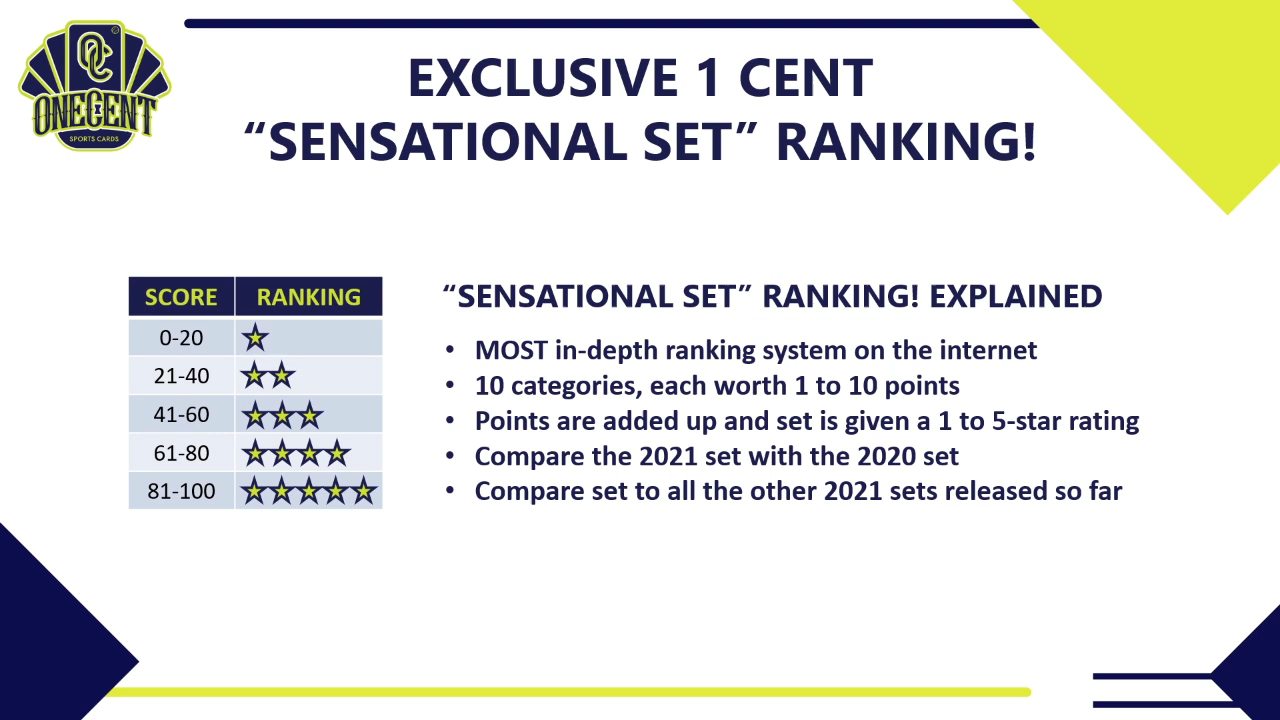 OC
ONECENT
SPORTS CARDS
EXCLUSIVE 1 CENT
“SENSATIONAL SET” RANKING!
SCORE RANKING
0-20
21-40
41-60
61-80
81-100
“SENSATIONAL SET” RANKING! EXPLAINED
• MOST in-depth ranking system on the internet
• 10 categories, each worth 1 to 10 points
• Points are added up and set is given a 1 to 5-star rating
• Compare the 2021 set with the 2020 set
• Compare set to all the other 2021 sets released so far